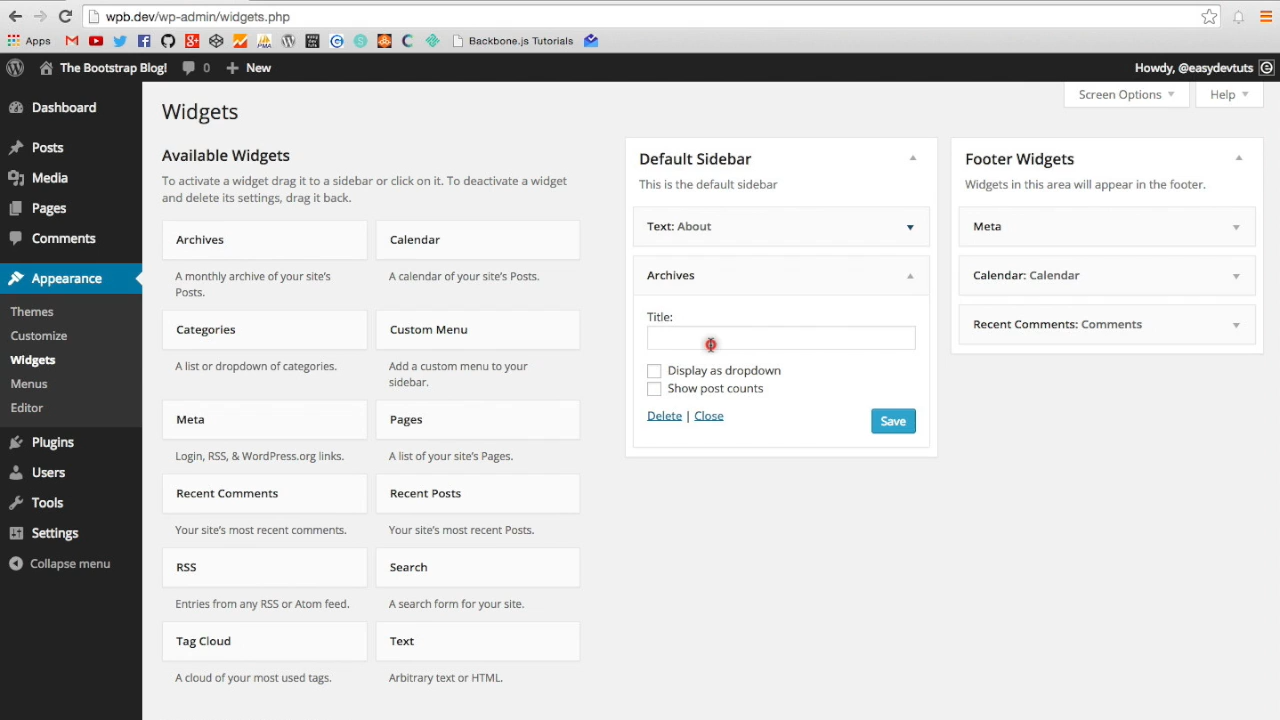 wpb.dev/wp-admin/widgets.php
Apps
Backbone.js Tutorials
The Bootstrap Blog!
0
New
Howdy, @easydevtuts
Screen Options
Help
Dashboard
Posts
Media
Pages
Comments
Appearance
Themes
Customize
Widgets
Menus
Editor
Plugins
Users
Tools
Settings
Collapse menu
Widgets
Available Widgets
To activate a widget drag it to a sidebar or click on it. To deactivate a widget
and delete its settings, drag it back.
Archives
A monthly archive of your site's
Posts.
Calendar
A calendar of your site's Posts.
Categories
A list or dropdown of categories.
Custom Menu
Add a custom menu to your
sidebar.
Meta
Login, RSS, & WordPress.org links.
Pages
A list of your site's Pages.
Recent Comments
Your site's most recent comments.
Recent Posts
Your site's most recent Posts.
RSS
Entries from any RSS or Atom feed.
Search
A search form for your site.
Tag Cloud
A cloud of your most used tags.
Text
Arbitrary text or HTML.
Default Sidebar
This is the default sidebar
Text: About
Archives
Title:
Display as dropdown
Show post counts
Delete | Close
Save
Footer Widgets
Widgets in this area will appear in the footer.
Meta
Calendar: Calendar
Recent Comments: Comments